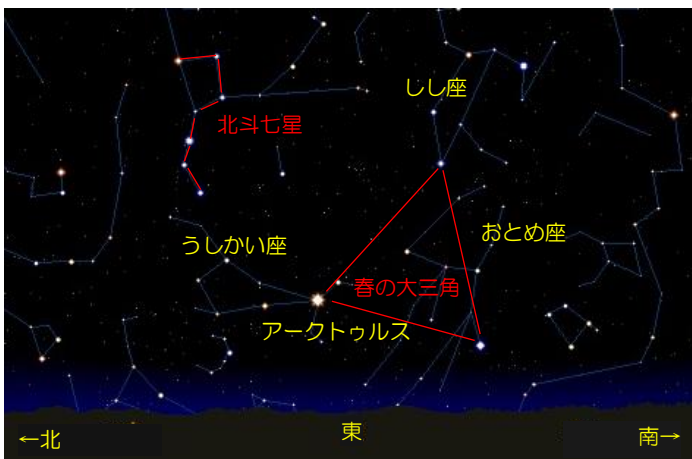 しし座
北斗七星
おとめ座
うしかい座
春の大三角
アークトゥルス
←北
東
南→